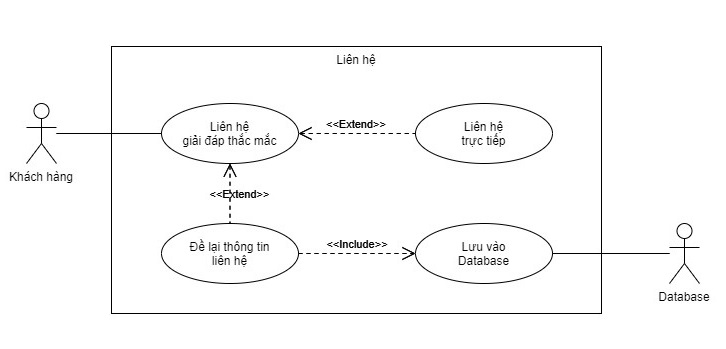 Liên hệ
Liên hệ
giải đáp thắc mắc
<<Extend>>
Liên hệ
trực tiếp
Khách hàng
<<Extend>>
Đề lại thông tin
liên hệ
<<Include>>
Lưu vào
Database
Database